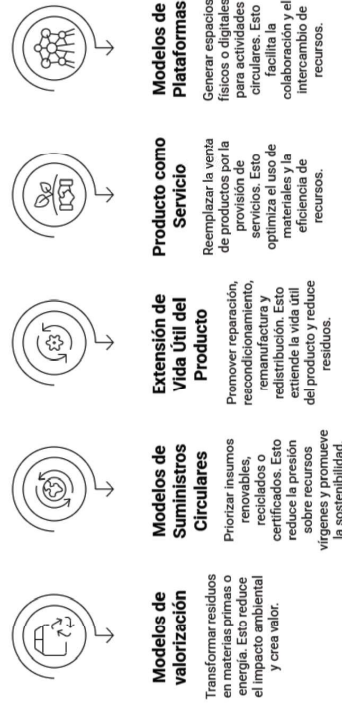 Modelos de
valorización
Transformar residuos
en materias primas o
energía. Esto reduce
el impacto ambiental
y crea valor.
Modelos de
Suministros
Circulares
Priorizar insumos
renovables,
reciclados o
certificados. Esto
reduce la presión
sobre recursos
vírgenes y promueve
la sostenibilidad.
Extensión de
Vida Útil del
Producto
Promover reparación,
reacondicionamiento,
remanufactura y
redistribución. Esto
extiende la vida útil
del producto y reduce
residuos.
Producto como
Servicio
Reemplazar la venta
de productos por la
provisión de
servicios. Esto
optimiza el uso de
materiales y la
eficiencia de
recursos.
Modelos de
Plataformas
Generar espacios
físicos o digitales
para actividades
circulares. Esto
facilita la
colaboración y el
intercambio de
recursos.